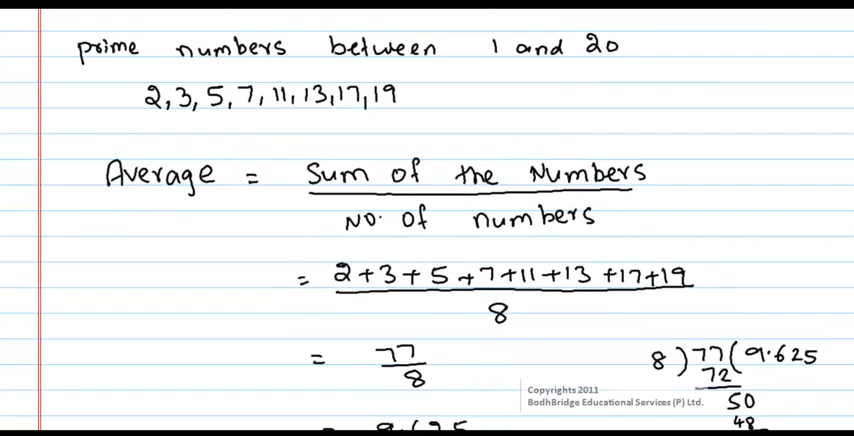 prime numbers between 1 and 20
2, 3, 5, 7, 11, 13, 17, 19
Average = Sum of the Numbers
No. of numbers
= 2+3+5+7+11+13+17+19
8
= 77
8
8 ) 77 ( 9.625
72
50
48
Copyrights 2011
BodhBridge Educational Services (P) Ltd.
= 9.625